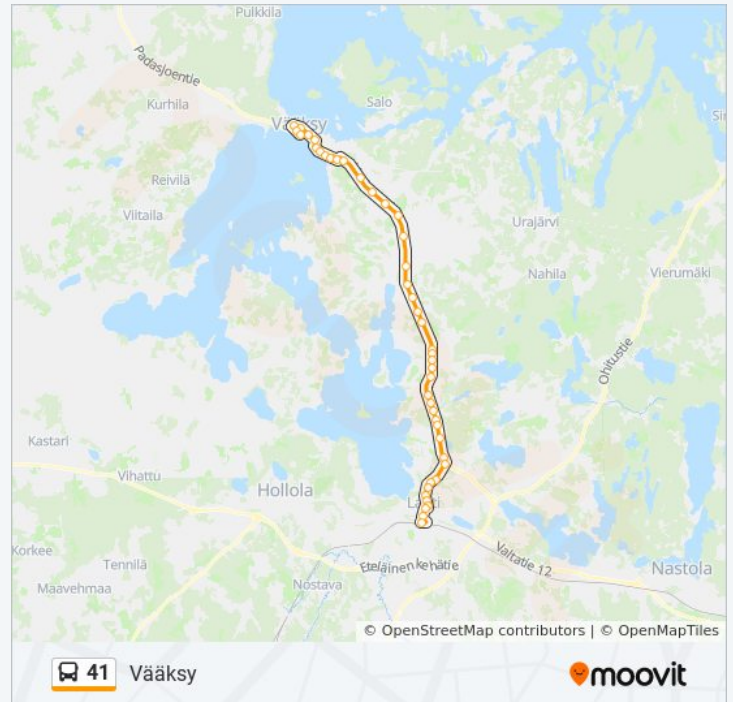 Pulkkila
Padasjoentie
Kurhila
Salo
Vääksy
Reivilä
Viitaila
Urajärvi
Nahila
Vierumäki
Ohitustie
Kastari
Vihattu
Hollola
Lahti
Korkee
Tennilä
Eteläinen kehätie
Valtatie 12
Nastola
Maavehmaa
Nostava
© OpenStreetMap contributors | © OpenMapTiles
41 Vääksy
moovit